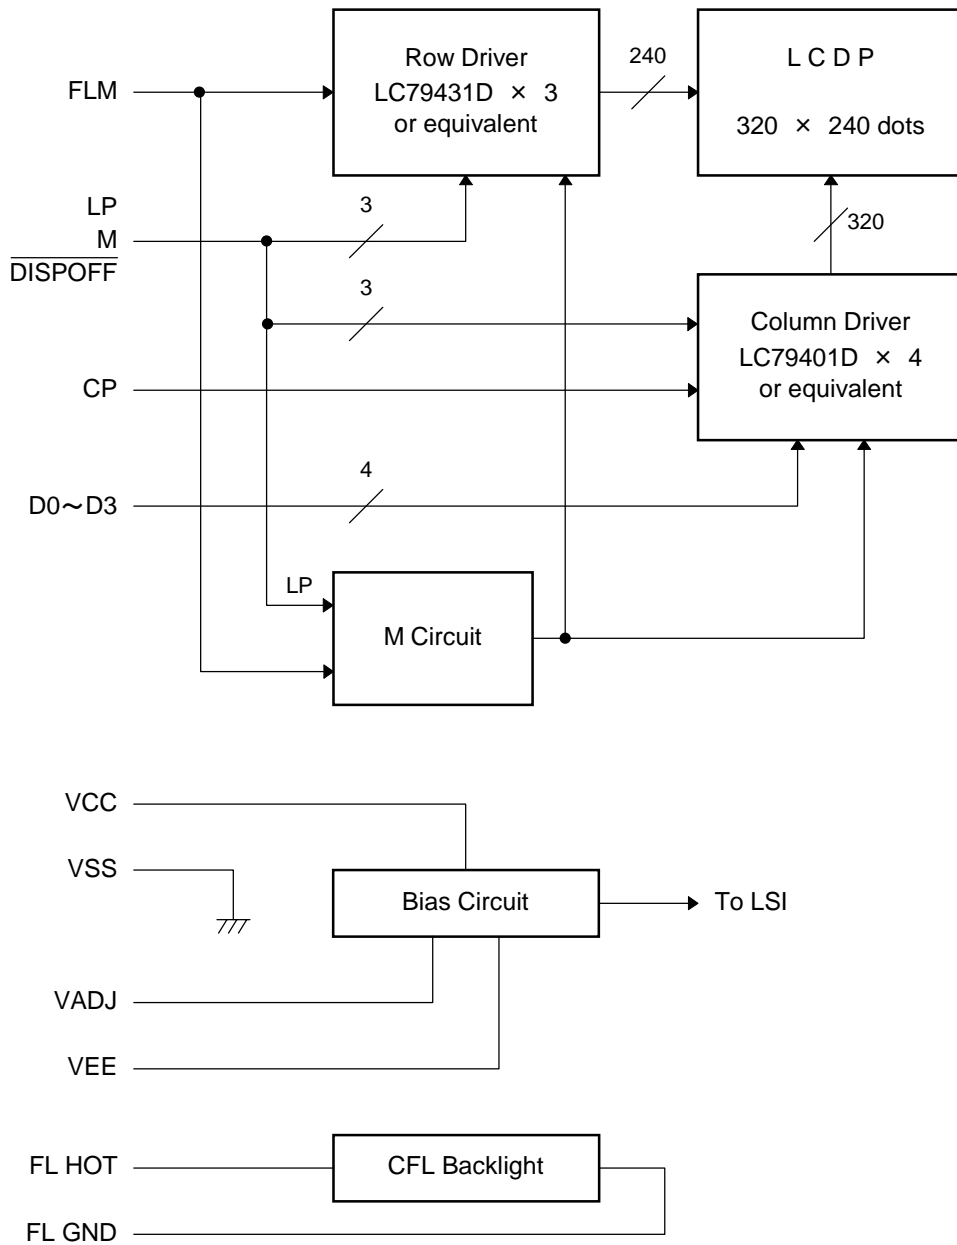 Row Driver
LC79431D × 3
or equivalent
240
L C D P
320 × 240 dots
FLM
LP
M
DISPOFF
3
3
320
Column Driver
LC79401D × 4
or equivalent
CP
4
D0～D3
LP
M Circuit
VCC
VSS
Bias Circuit
To LSI
VADJ
VEE
FL HOT
CFL Backlight
FL GND